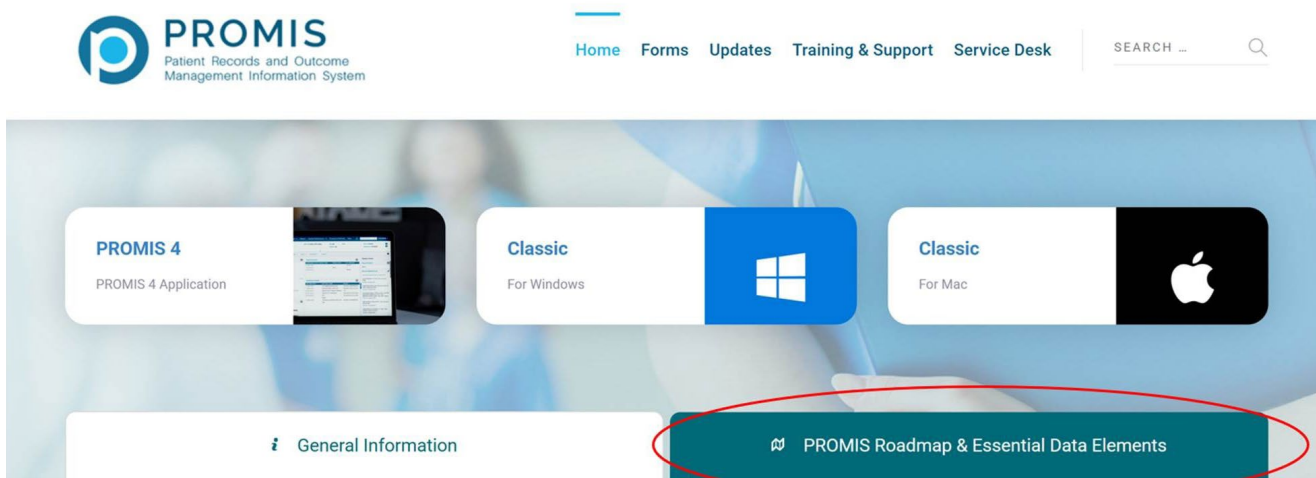 PROMIS
Patient Records and Outcome
Management Information System
Home Forms Updates Training & Support Service Desk
SEARCH ...
PROMIS 4
PROMIS 4 Application
Classic
For Windows
Classic
For Mac
General Information
PROMIS Roadmap & Essential Data Elements